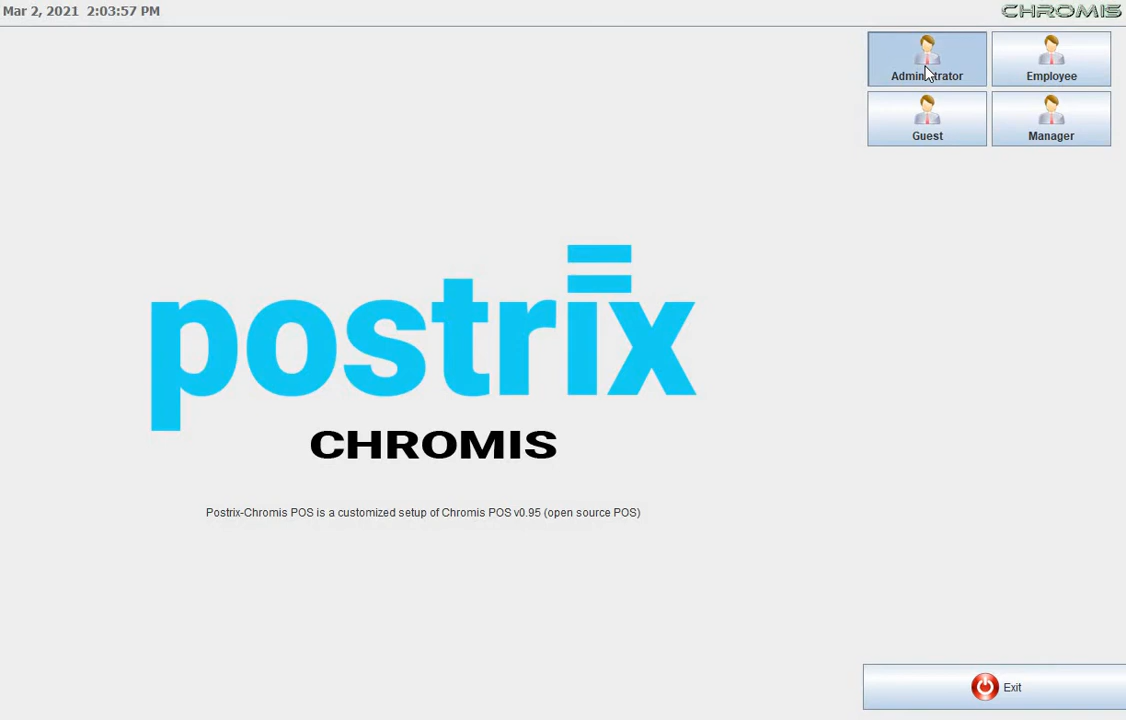 Mar 2, 2021 2:03:57 PM
CHROMIS
Administrator
Employee
Guest
Manager
postrix
CHROMIS
Postrix-Chromis POS is a customized setup of Chromis POS v0.95 (open source POS)
Exit